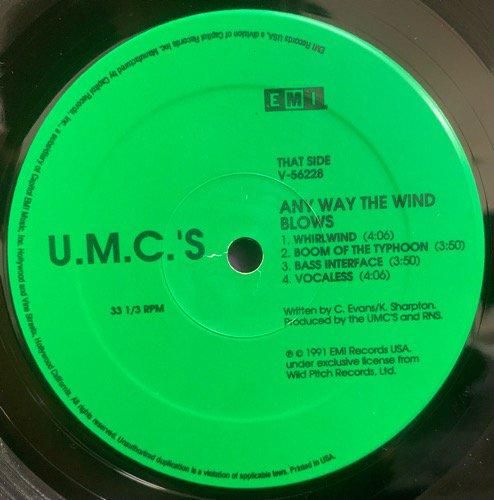 EMI
THAT SIDE
V-56228
ANY WAY THE WIND
BLOWS
1. WHIRLWIND (4:06)
2. BOOM OF THE TYPHOON (3:50)
3. BASS INTERFACE (3:50)
4. VOCALESS (4:06)
U.M.C.'S
33 1/3 RPM
Written by C. Evans/K. Sharpton.
Produced by the UMC'S and RNS.
℗ © 1991 EMI Records USA.
under exclusive license from
Wild Pitch Records, Ltd.
EMI Records USA, a division of Capitol Records Inc. Manufactured by Capitol Records, Inc., a subsidiary of Capitol-EMI Music, Inc. Hollywood and Vine Streets, Hollywood California. All rights reserved. Unauthorized duplication is a violation of applicable laws. Printed in USA.